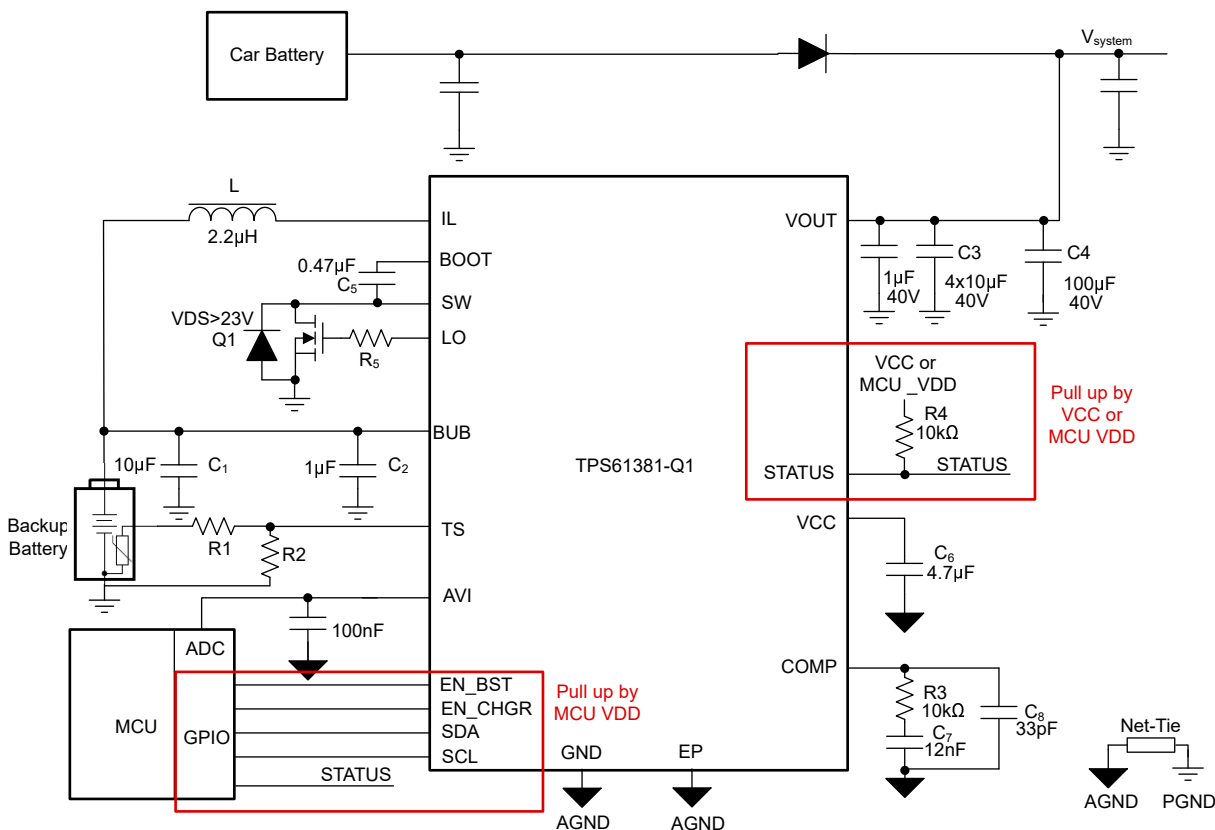 Car Battery
Vsystem
L
2.2µH
IL
VOUT
BOOT
0.47µF
C5
SW
1µF
40V
C3
4x10µF
40V
C4
100µF
40V
VDS>23V
Q1
LO
R5
VCC or
MCU _VDD
R4
10kΩ
STATUS
STATUS
Pull up by
VCC or
MCU VDD
BUB
10µF
C1
1µF
C2
TPS61381-Q1
Backup
Battery
R1
R2
TS
VCC
C6
4.7µF
AVI
100nF
ADC
MCU
GPIO
EN_BST
EN_CHGR
SDA
SCL
STATUS
Pull up by
MCU VDD
COMP
R3
10kΩ
C7
12nF
C8
33pF
GND
EP
AGND
AGND
Net-Tie
AGND
PGND